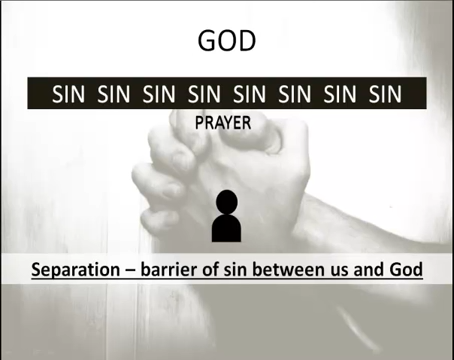 GOD
SIN SIN SIN SIN SIN SIN SIN SIN
PRAYER
Separation – barrier of sin between us and God